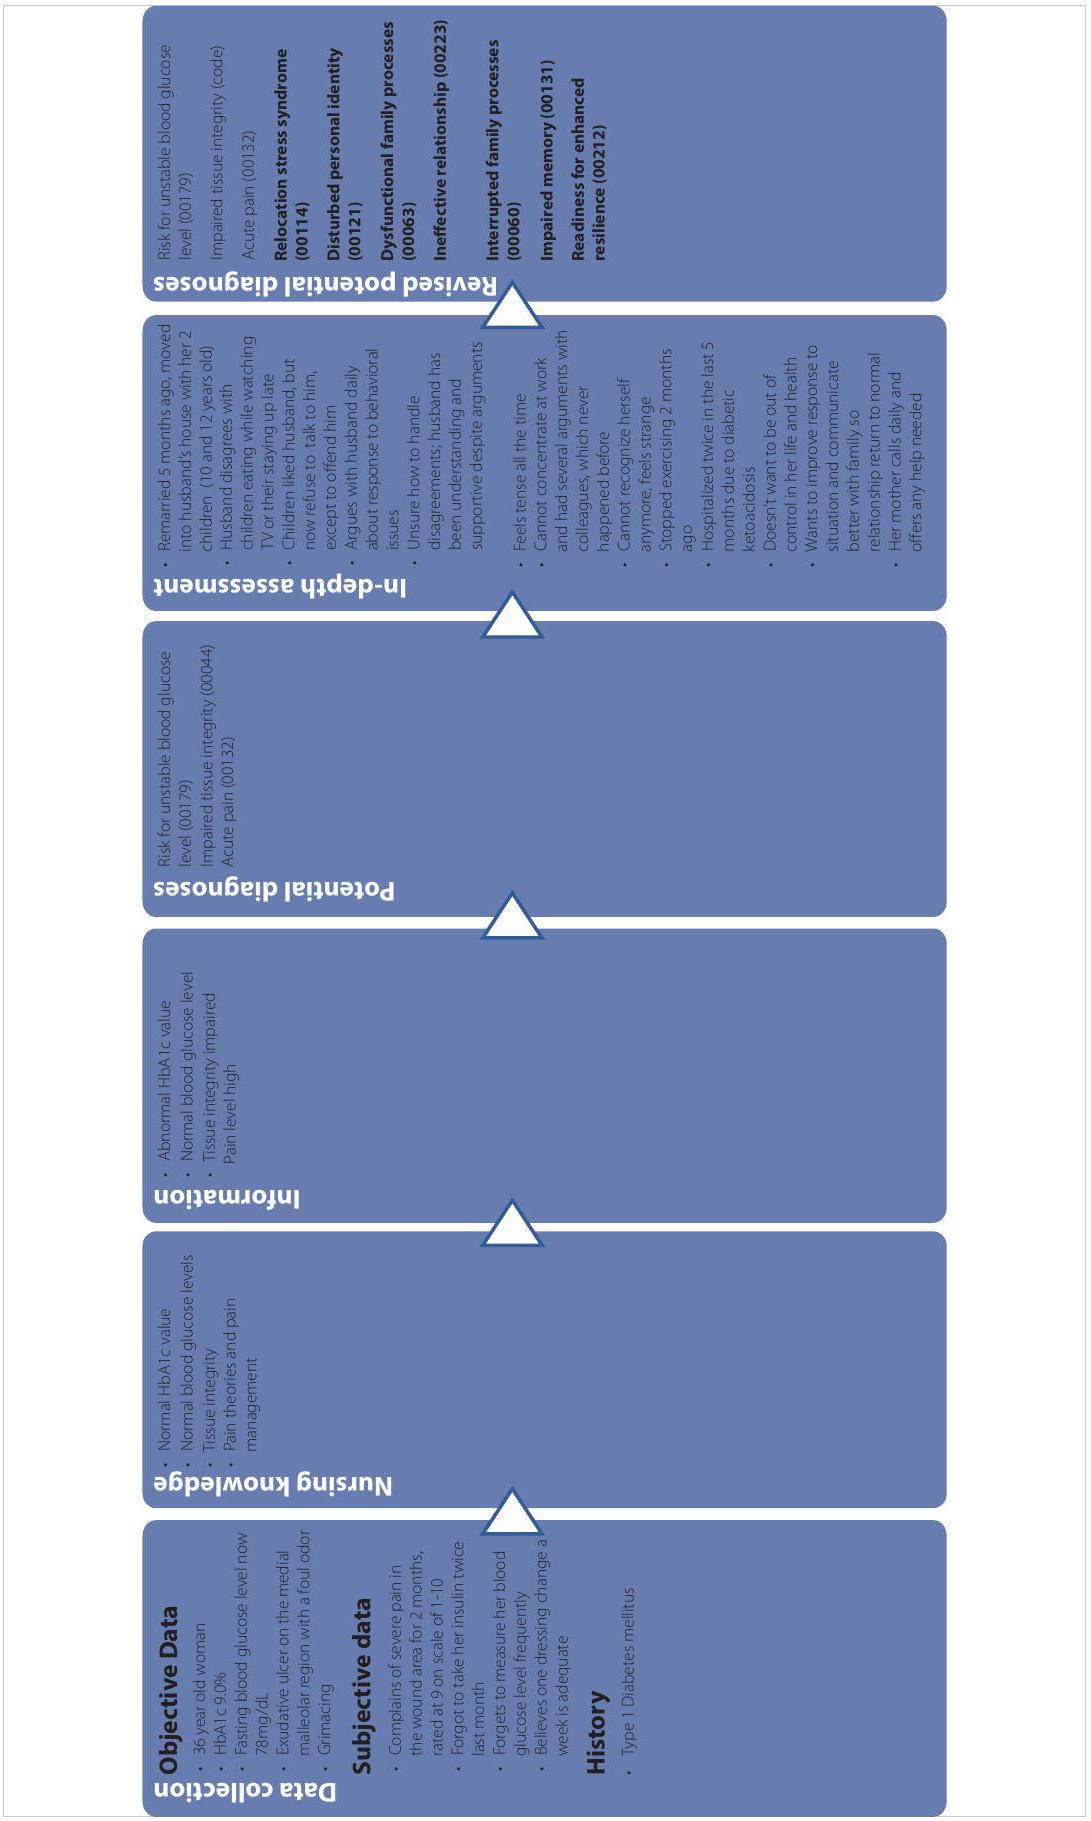 Data collection
Objective Data
• 36 year old woman
• HbA1c 9.0%
• Fasting blood glucose level now
78mg/dL
• Exudative ulcer on the medial
malleolar region with a foul odor
• Grimacing
Subjective data
• Complains of severe pain in
the wound area for 2 months,
rated at 9 on scale of 1-10
• Forgot to take her insulin twice
last month
• Forgets to measure her blood
glucose level frequently
• Believes one dressing change a
week is adequate
History
• Type 1 Diabetes mellitus
Nursing knowledge
• Normal HbA1c value
• Normal blood glucose levels
• Tissue integrity
• Pain theories and pain
management
Information
• Abnormal HbA1c value
• Normal blood glucose level
• Tissue integrity impaired
Pain level high
Potential diagnoses
Risk for unstable blood glucose
level (00179)
Impaired tissue integrity (00044)
Acute pain (00132)
In-depth assessment
• Remarried 5 months ago, moved
into husband's house with her 2
children (10 and 12 years old)
• Husband disagrees with
children eating while watching
TV or their staying up late
• Children liked husband, but
now refuse to talk to him,
except to offend him
• Argues with husband daily
about response to behavioral
issues
• Unsure how to handle
disagreements; husband has
been understanding and
supportive despite arguments
• Feels tense all the time
• Cannot concentrate at work
and had several arguments with
colleagues, which never
happened before
• Cannot recognize herself
anymore, feels strange
• Stopped exercising 2 months
ago
• Hospitalized twice in the last 5
months due to diabetic
ketoacidosis
• Doesn't want to be out of
control in her life and health
• Wants to improve response to
situation and communicate
better with family so
relationship return to normal
• Her mother calls daily and
offers any help needed
Revised potential diagnoses
Risk for unstable blood glucose
level (00179)
Impaired tissue integrity (code)
Acute pain (00132)
Relocation stress syndrome
(00114)
Disturbed personal identity
(00121)
Dysfunctional family processes
(00063)
Ineffective relationship (00223)
Interrupted family processes
(00060)
Impaired memory (00131)
Readiness for enhanced
resilience (00212)